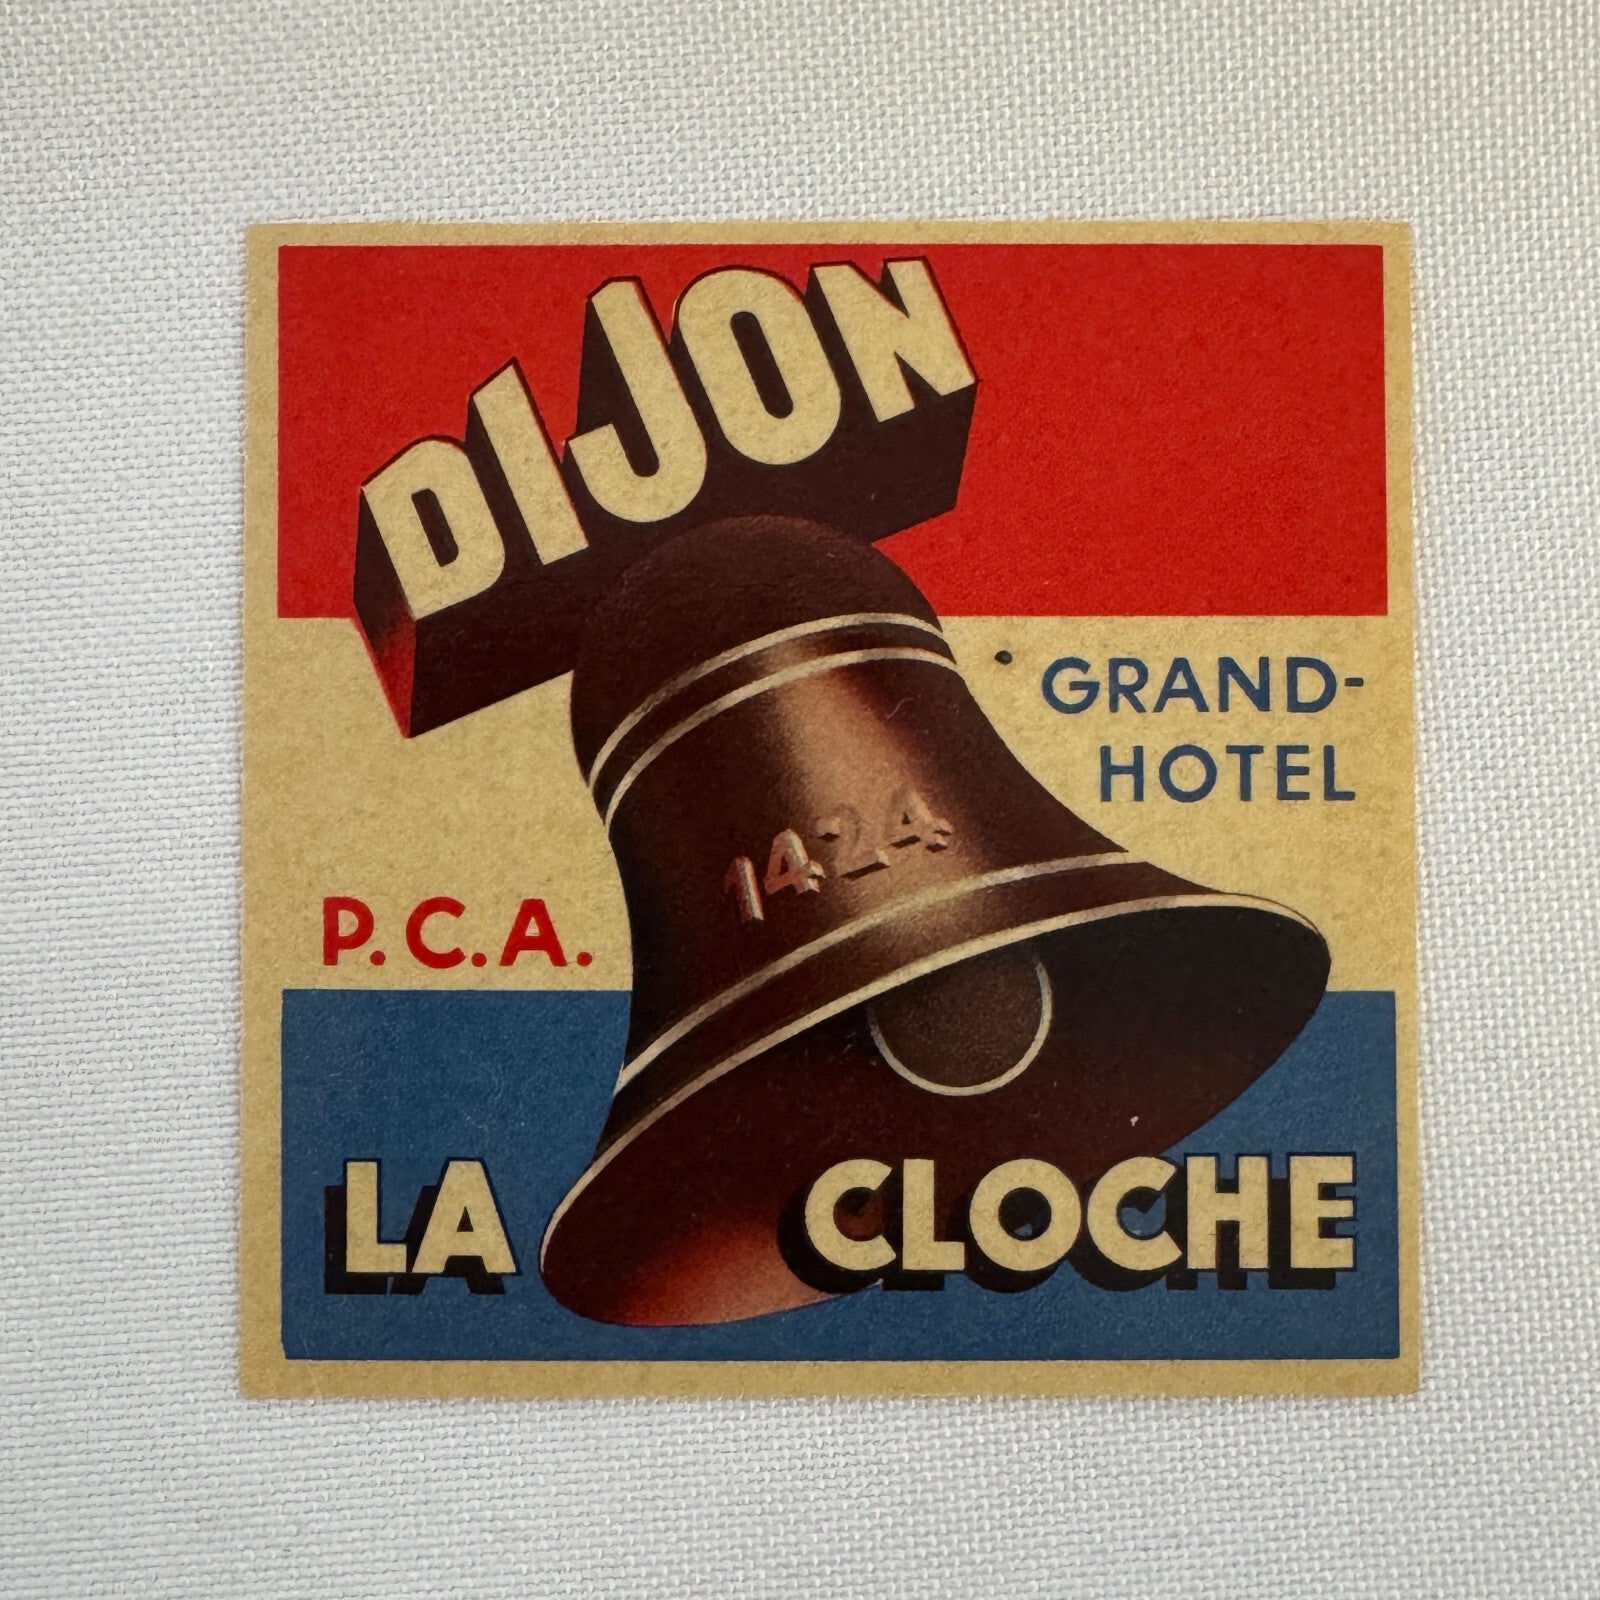 DIJON
GRAND-
HOTEL
1424
P.C.A.
LA CLOCHE